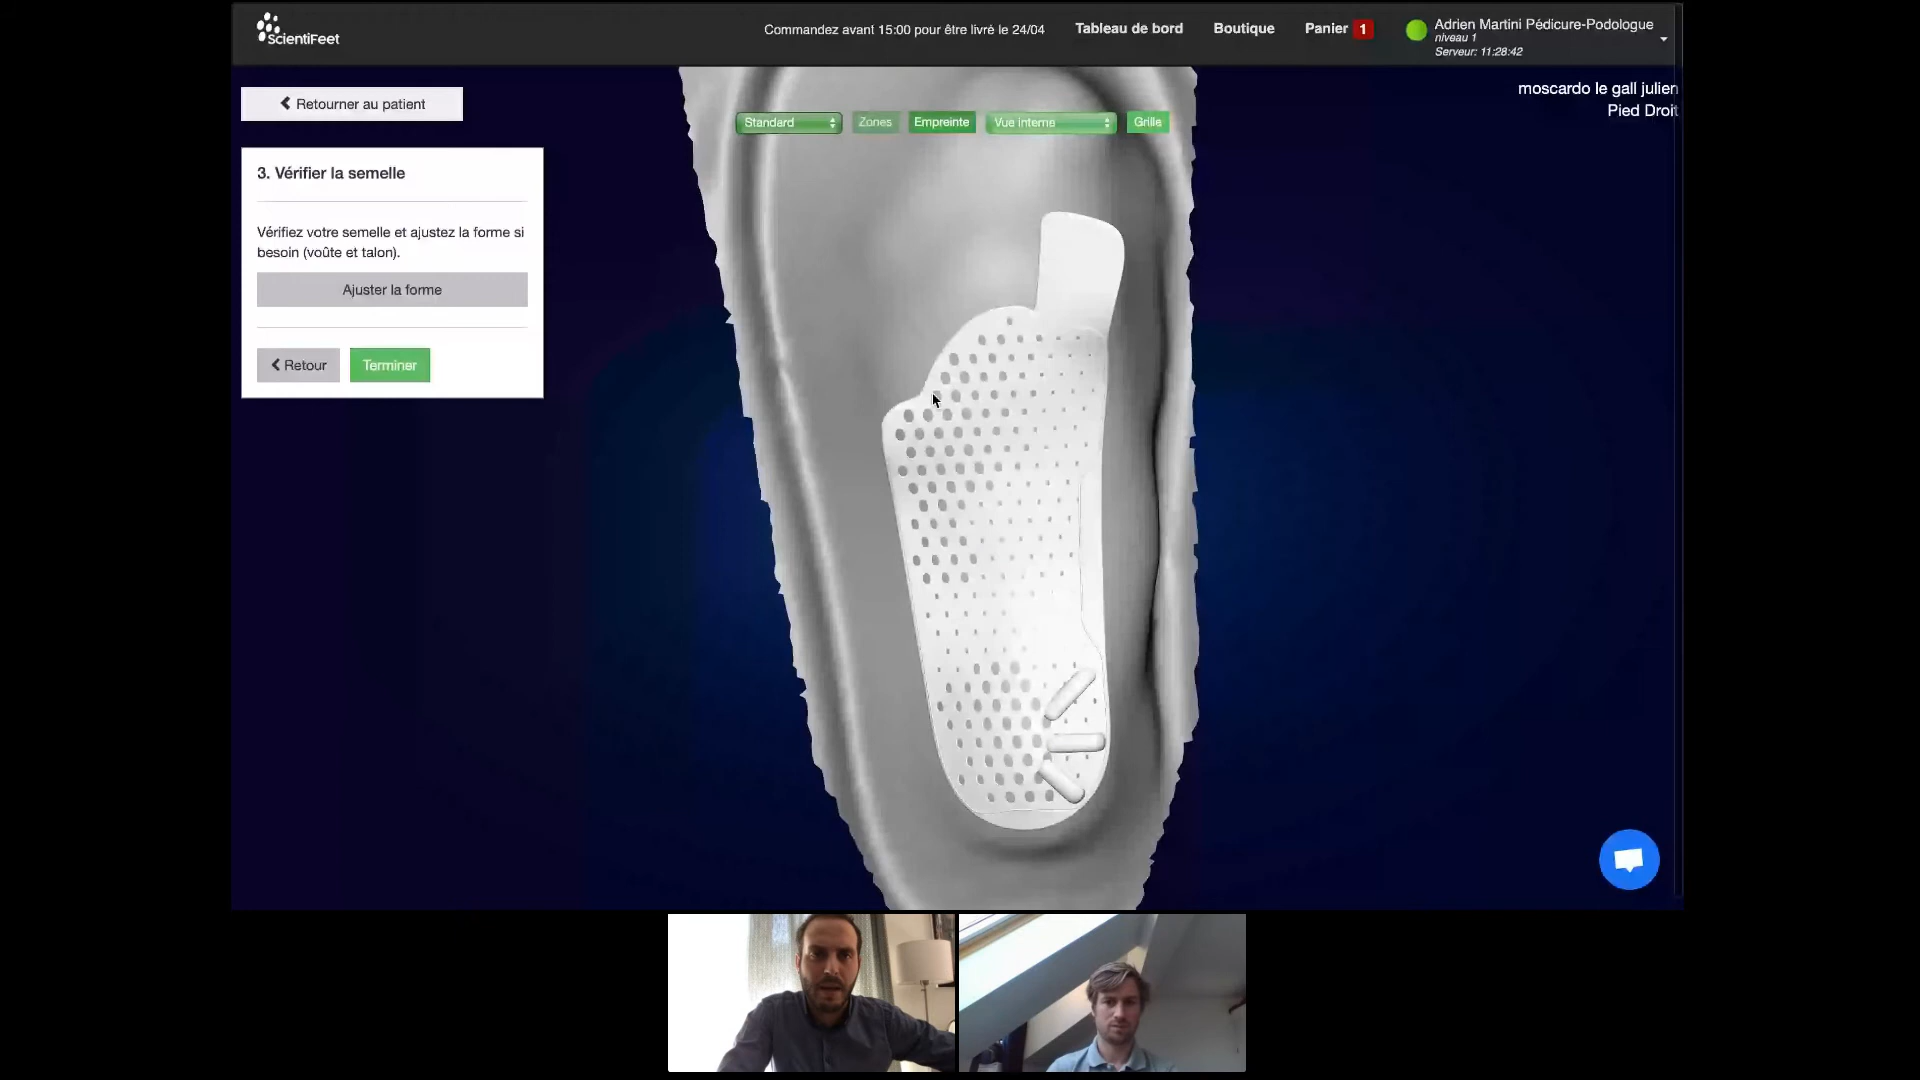 ScientiFeet
Commandez avant 15:00 pour être livré le 24/04
Tableau de bord
Boutique
Panier 1
Adrien Martini Pédicure-Podologue
niveau 1
Serveur: 11:28:42
Retourner au patient
moscardo le gall julien
Pied Droit
Standard
Zones
Empreinte
Vue interne
Grille
3. Vérifier la semelle
Vérifiez votre semelle et ajustez la forme si
besoin (voûte et talon).
Ajuster la forme
Retour
Terminer